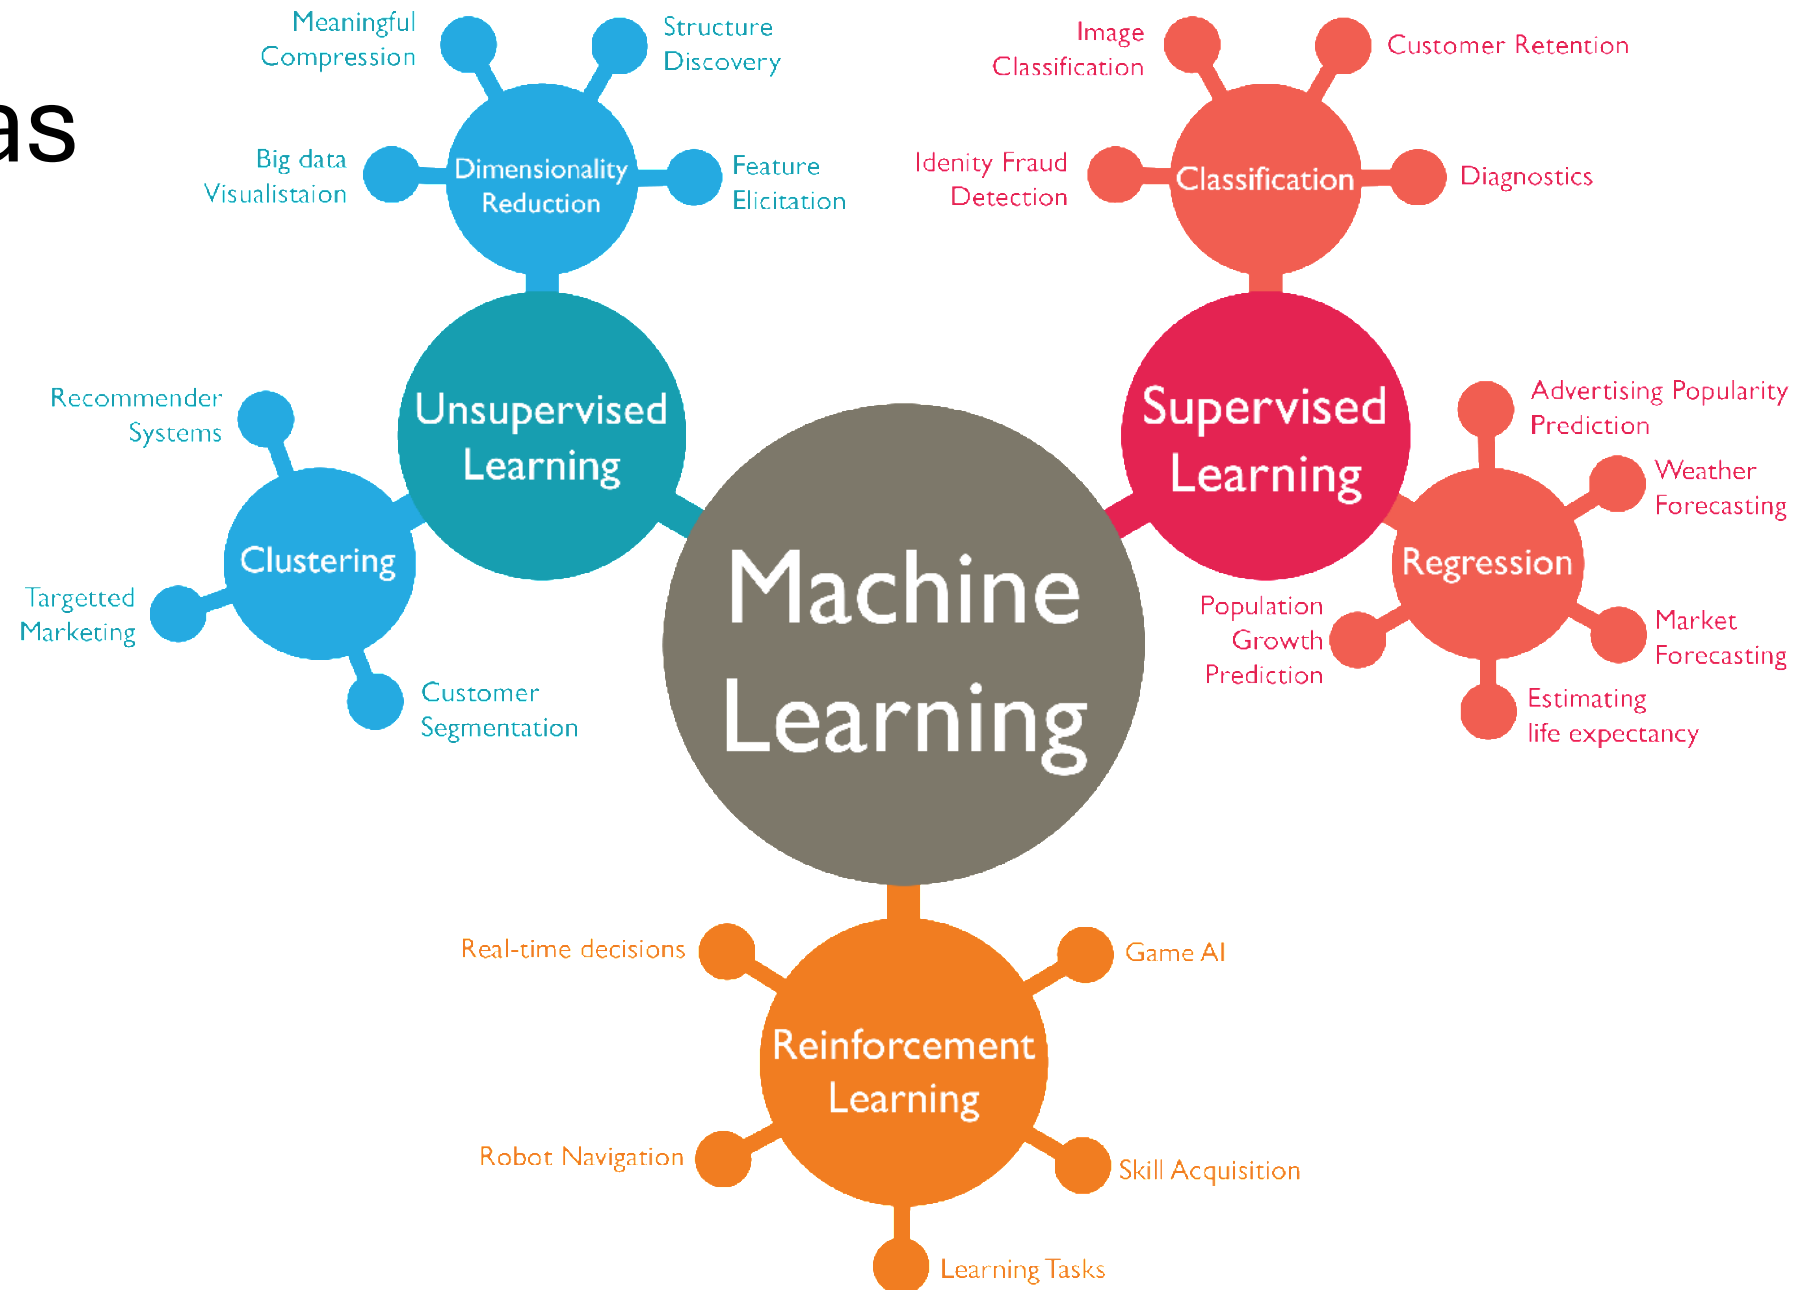 as
Meaningful
Compression
Structure
Discovery
Big data
Visualistaion
Dimensionality
Reduction
Feature
Elicitation
Image
Classification
Customer Retention
Idenity Fraud
Detection
Classification
Diagnostics
Unsupervised
Learning
Recommender
Systems
Clustering
Targetted
Marketing
Customer
Segmentation
Supervised
Learning
Advertising Popularity
Prediction
Weather
Forecasting
Regression
Population
Growth
Prediction
Market
Forecasting
Estimating
life expectancy
Machine
Learning
Real-time decisions
Game AI
Reinforcement
Learning
Robot Navigation
Skill Acquisition
Learning Tasks